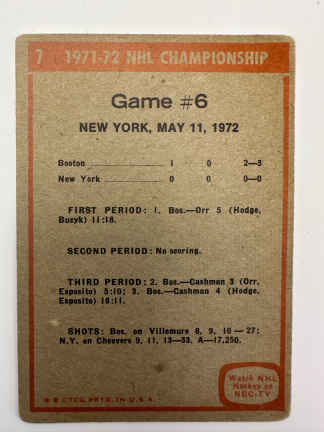 7 1971-72 NHL CHAMPIONSHIP
Game #6
NEW YORK, MAY 11, 1972
Boston 1 0 2—3
New York 0 0 0—0
FIRST PERIOD: 1, Bos.—Orr 5 (Hodge,
Bucyk) 11:18.
SECOND PERIOD: No scoring.
THIRD PERIOD: 2, Bos.—Cashman 3 (Orr,
Esposito) 5:10; 3, Bos.—Cashman 4 (Hodge,
Esposito) 18:11.
SHOTS: Bos. on Villemure 8, 9, 10—27;
N.Y. on Cheevers 9, 11, 13—33. A—17,250.
Watch NHL
Hockey on
NBC-TV
T.C.G. PRTD. IN U.S.A.